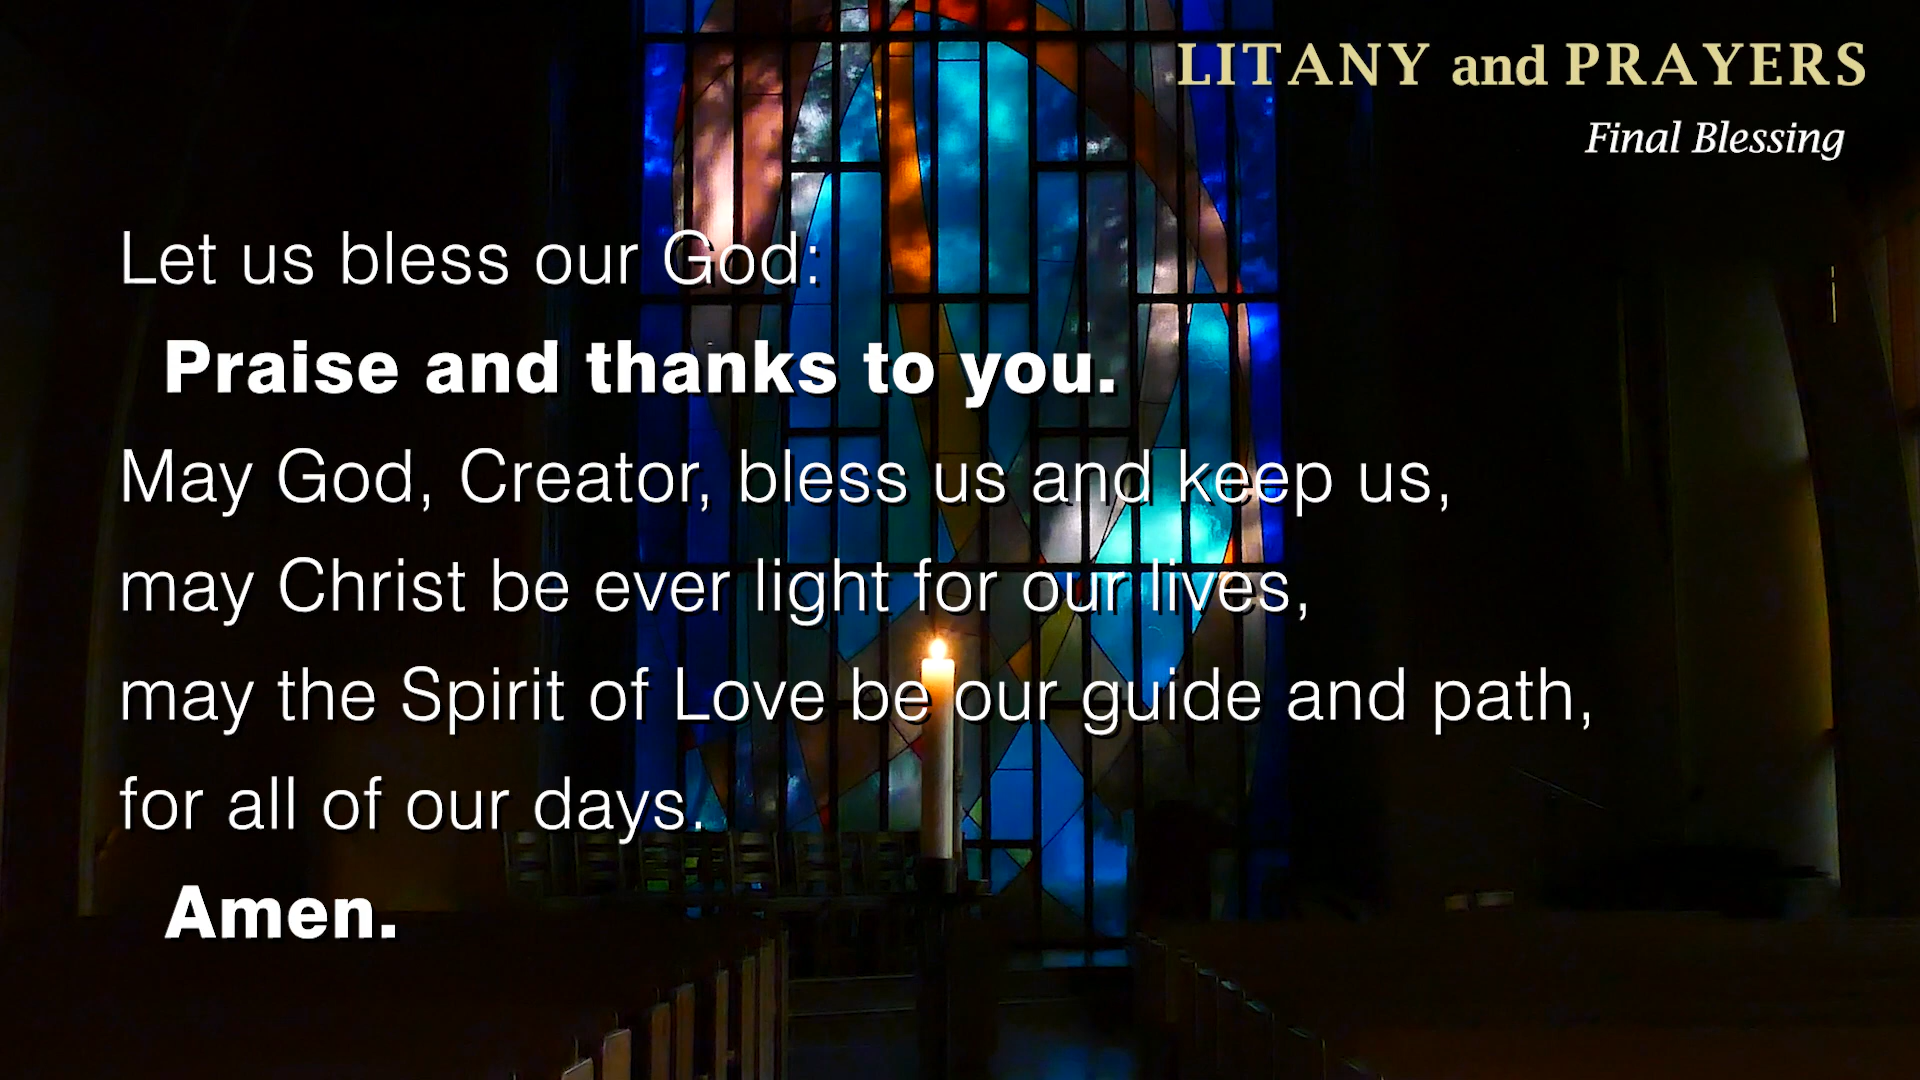 LITANY and PRAYERS
Final Blessing
Let us bless our God:
Praise and thanks to you.
May God, Creator, bless us and keep us,
may Christ be ever light for our lives,
may the Spirit of Love be our guide and path,
for all of our days.
Amen.